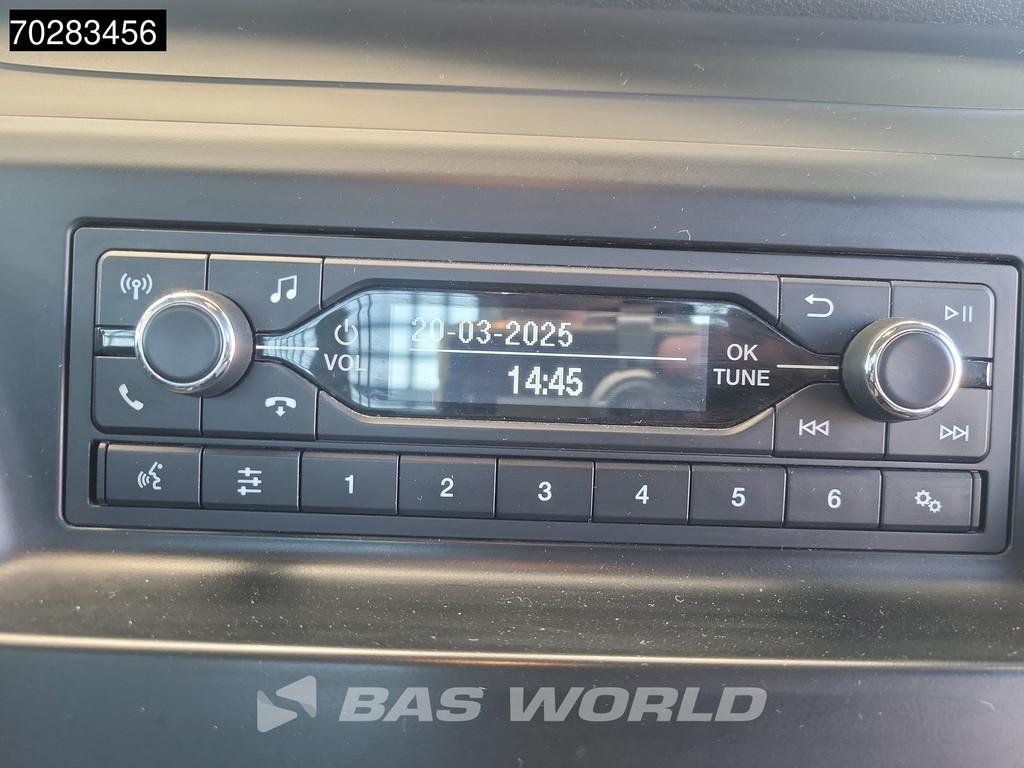 70283456
20-03-2025
VOL
14:45
OK
TUNE
1 2 3 4 5 6
BAS WORLD